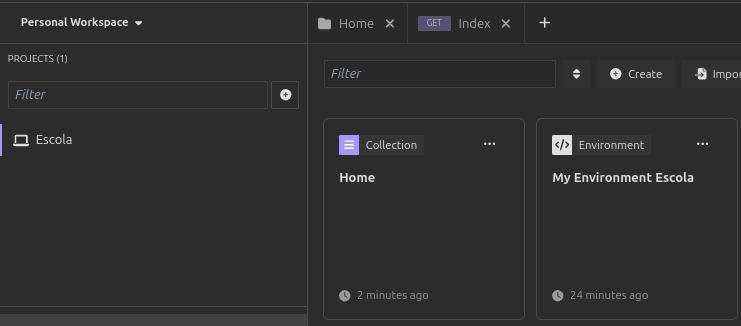 Personal Workspace
PROJECTS (1)
Filter
Escola
Home
GET Index
Filter
Create
Impor
Collection
Home
2 minutes ago
Environment
My Environment Escola
24 minutes ago